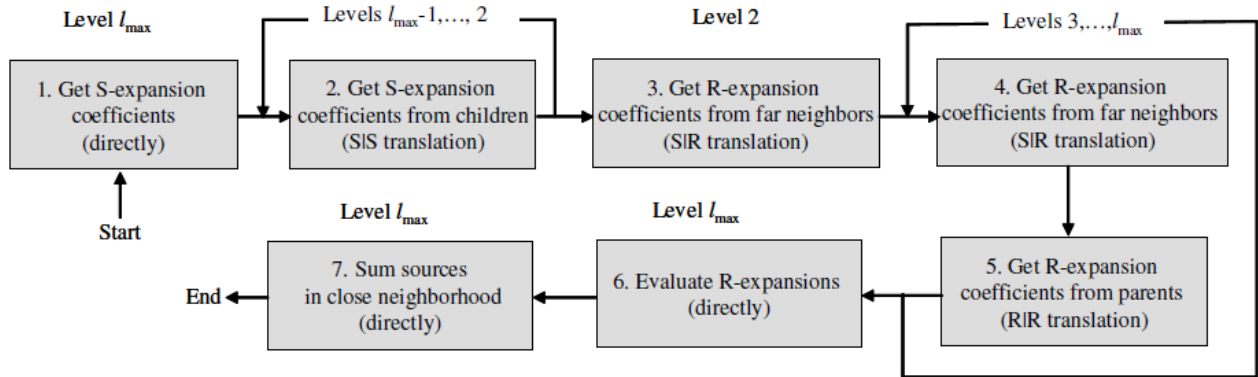 Level lmax
Levels lmax-1,…, 2
Level 2
Levels 3,…,lmax
1. Get S-expansion
coefficients
(directly)
2. Get S-expansion
coefficients from children
(S|S translation)
3. Get R-expansion
coefficients from far neighbors
(S|R translation)
4. Get R-expansion
coefficients from far neighbors
(S|R translation)
Start
Level lmax
Level lmax
End
7. Sum sources
in close neighborhood
(directly)
6. Evaluate R-expansions
(directly)
5. Get R-expansion
coefficients from parents
(R|R translation)